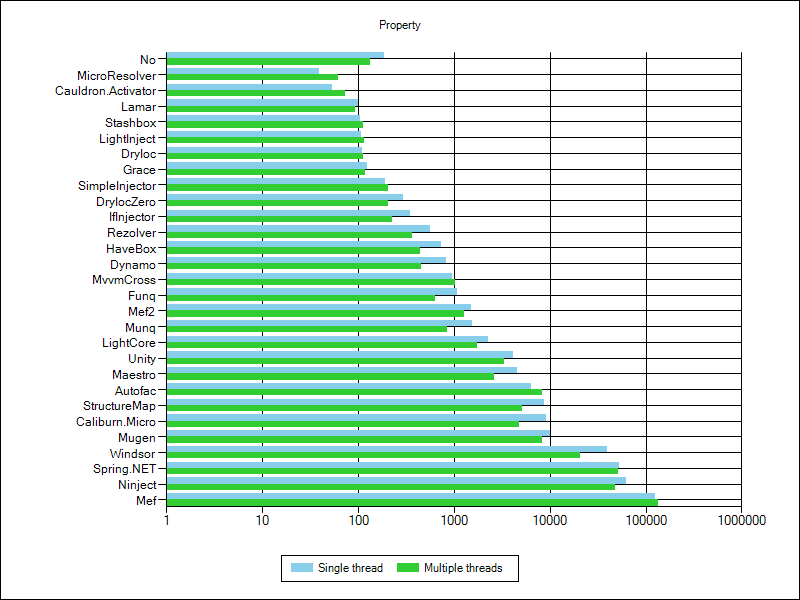 Property
No
MicroResolver
Cauldron.Activator
Lamar
Stashbox
LightInject
DryIoc
Grace
SimpleInjector
DryIocZero
IfInjector
Rezolver
HaveBox
Dynamo
MvvmCross
Funq
Mef2
Munq
LightCore
Unity
Maestro
Autofac
StructureMap
Caliburn.Micro
Mugen
Windsor
Spring.NET
Ninject
Mef
1 10 100 1000 10000 100000 1000000
Single thread Multiple threads